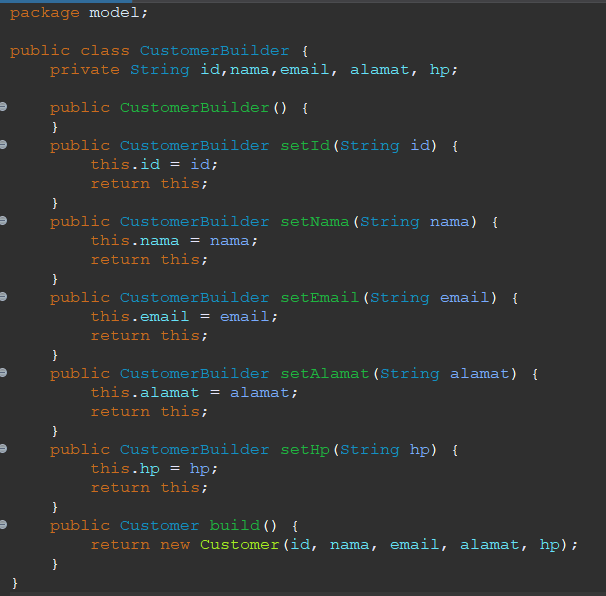 package model;
public class CustomerBuilder {
private String id,nama,email, alamat, hp;
public CustomerBuilder() {
}
public CustomerBuilder setId(String id) {
this.id = id;
return this;
}
public CustomerBuilder setNama(String nama) {
this.nama = nama;
return this;
}
public CustomerBuilder setEmail(String email) {
this.email = email;
return this;
}
public CustomerBuilder setAlamat(String alamat) {
this.alamat = alamat;
return this;
}
public CustomerBuilder setHp(String hp) {
this.hp = hp;
return this;
}
public Customer build() {
return new Customer(id, nama, email, alamat, hp);
}
}